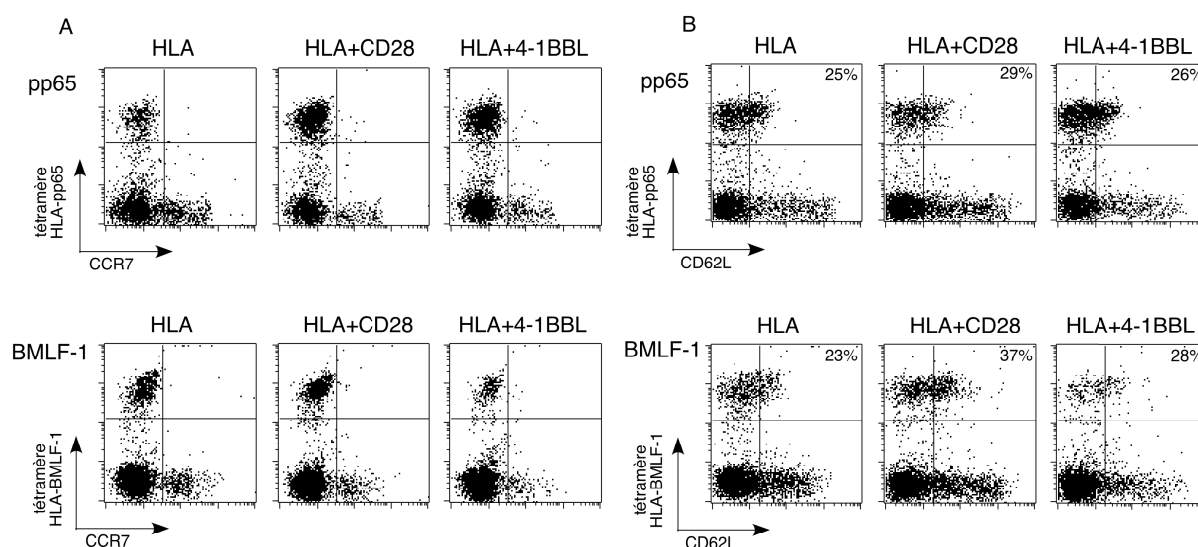 A
HLA
HLA+CD28
HLA+4-1BBL
pp65
tétramère
HLA-pp65
CCR7
BMLF-1
HLA
HLA+CD28
HLA+4-1BBL
tétramère
HLA-BMLF-1
CCR7
B
HLA
HLA+CD28
HLA+4-1BBL
pp65
25%
29%
26%
tétramère
HLA-pp65
CD62L
HLA
HLA+CD28
HLA+4-1BBL
BMLF-1
23%
37%
28%
tétramère
HLA-BMLF-1
CD62L